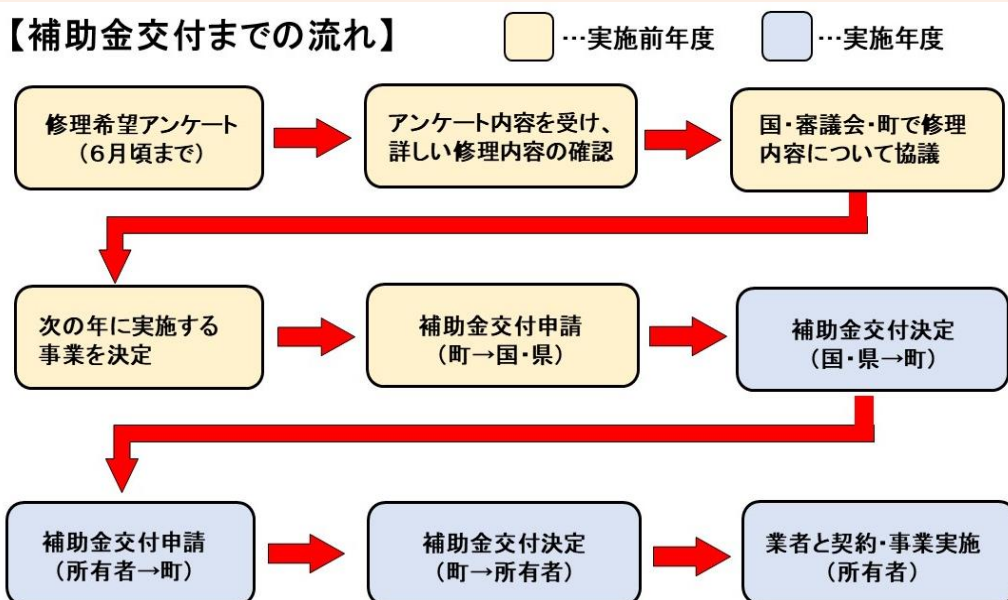 【補助金交付までの流れ】
…実施前年度
…実施年度
修理希望アンケート
（６月頃まで）
アンケート内容を受け、
詳しい修理内容の確認
国・審議会・町で修理
内容について協議
次の年に実施する
事業を決定
補助金交付申請
（町→国・県）
補助金交付決定
（国・県→町）
補助金交付申請
（所有者→町）
補助金交付決定
（町→所有者）
業者と契約・事業実施
（所有者）